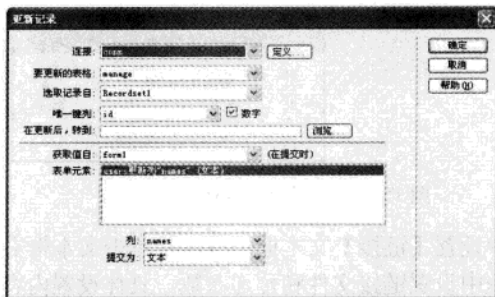 更新记录
连接: conn 定义... 确定
要更新的表格: manage 取消
选取记录自: Recordset1 帮助(H)
唯一键列: id 数字
在更新后，转到: 浏览...
获取值自: form1 (在提交时)
表单元素:
列: names
提交为: 文本